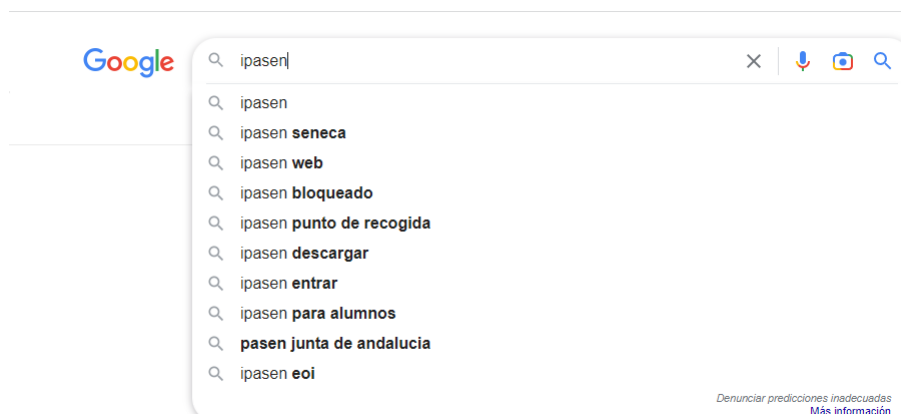 Google ipasen
ipasen
ipasen seneca
ipasen web
ipasen bloqueado
ipasen punto de recogida
ipasen descargar
ipasen entrar
ipasen para alumnos
pasen junta de andalucia
ipasen eoi
Denunciar predicciones inadecuadas
Más información